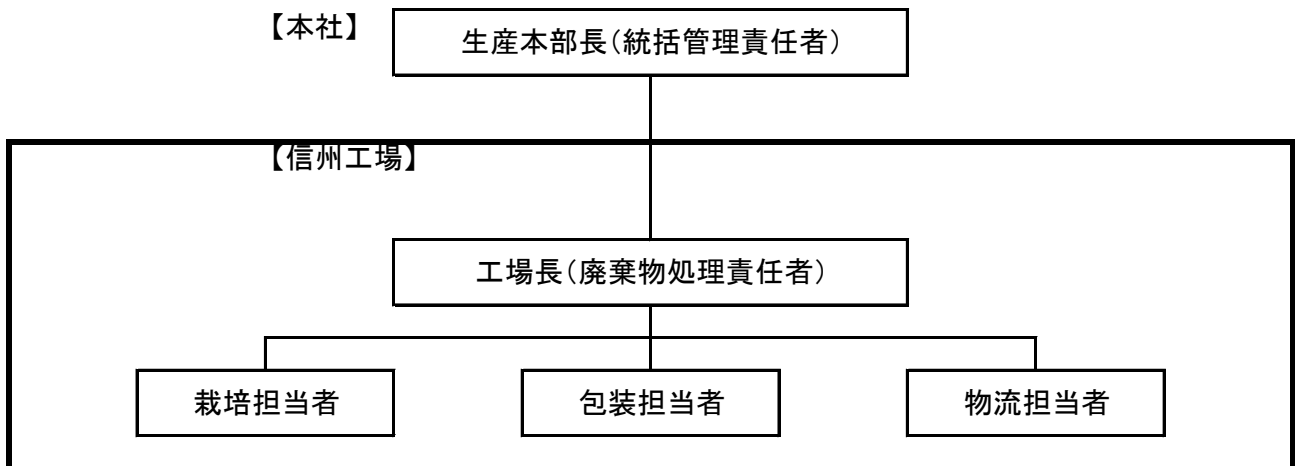 【本社】
生産本部長(統括管理責任者)
【信州工場】
工場長(廃棄物処理責任者)
栽培担当者
包装担当者
物流担当者